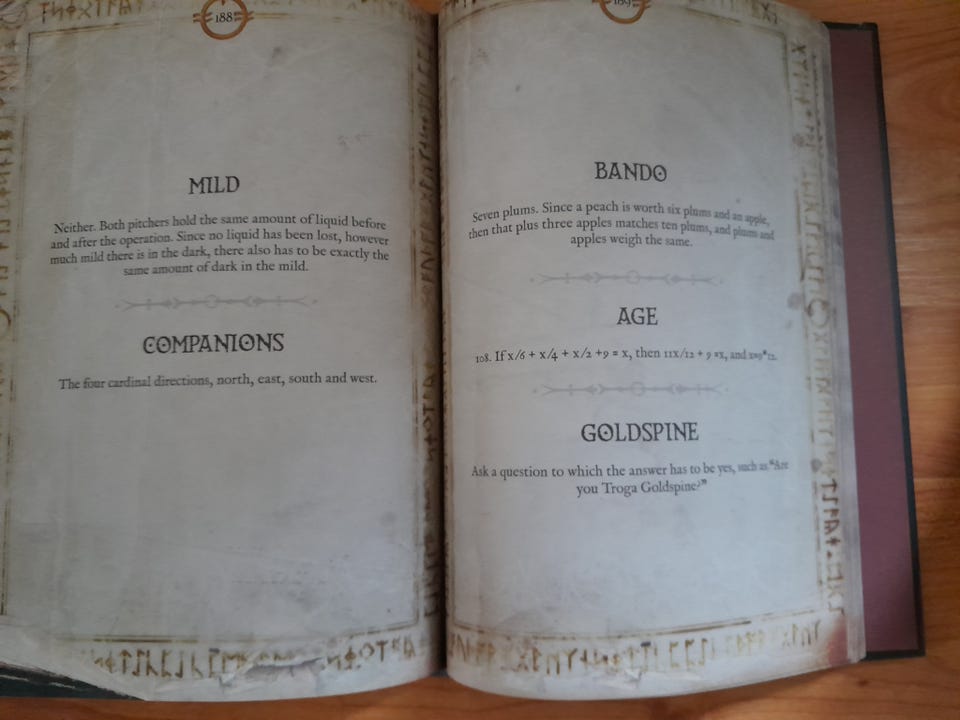 188
MILD
Neither. Both pitchers hold the same amount of liquid before
and after the operation. Since no liquid has been lost, however
much mild there is in the dark, there also has to be exactly the
same amount of dark in the mild.
COMPANIONS
The four cardinal directions, north, east, south and west.
189
BANDO
Seven plums. Since a peach is worth six plums and an apple,
then that plus three apples matches ten plums, and plums and
apples weigh the same.
AGE
108. If x/6 + x/4 + x/2 +9 = x, then 11x/12 + 9 =x, and x=9*12.
GOLDSPINE
Ask a question to which the answer has to be yes, such as "Are
you Troga Goldspine?"